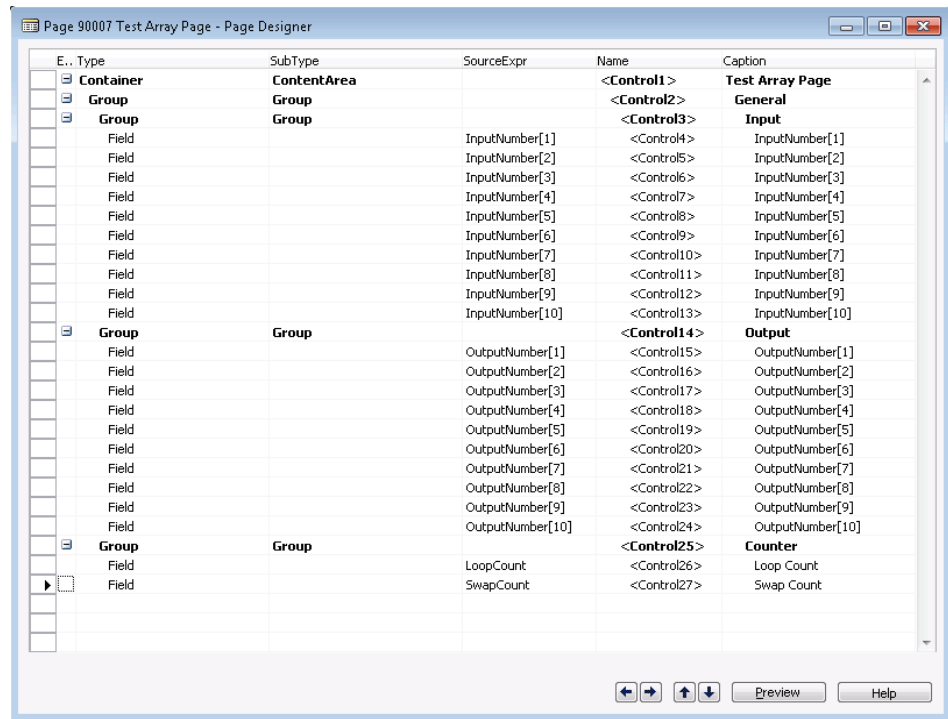 Page 90007 Test Array Page - Page Designer
E.. Type SubType SourceExpr Name Caption
Container ContentArea <Control1> Test Array Page
Group Group <Control2> General
Group Group <Control3> Input
Field InputNumber[1] <Control4> InputNumber[1]
Field InputNumber[2] <Control5> InputNumber[2]
Field InputNumber[3] <Control6> InputNumber[3]
Field InputNumber[4] <Control7> InputNumber[4]
Field InputNumber[5] <Control8> InputNumber[5]
Field InputNumber[6] <Control9> InputNumber[6]
Field InputNumber[7] <Control10> InputNumber[7]
Field InputNumber[8] <Control11> InputNumber[8]
Field InputNumber[9] <Control12> InputNumber[9]
Field InputNumber[10] <Control13> InputNumber[10]
Group Group <Control14> Output
Field OutputNumber[1] <Control15> OutputNumber[1]
Field OutputNumber[2] <Control16> OutputNumber[2]
Field OutputNumber[3] <Control17> OutputNumber[3]
Field OutputNumber[4] <Control18> OutputNumber[4]
Field OutputNumber[5] <Control19> OutputNumber[5]
Field OutputNumber[6] <Control20> OutputNumber[6]
Field OutputNumber[7] <Control21> OutputNumber[7]
Field OutputNumber[8] <Control22> OutputNumber[8]
Field OutputNumber[9] <Control23> OutputNumber[9]
Field OutputNumber[10] <Control24> OutputNumber[10]
Group Group <Control25> Counter
Field LoopCount <Control26> Loop Count
Field SwapCount <Control27> Swap Count
Preview Help